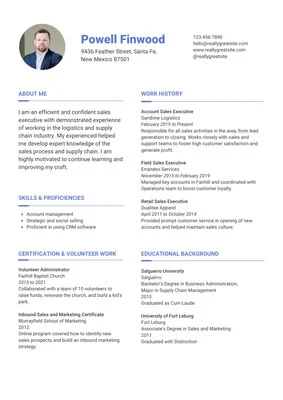 Powell Finwood
9436 Feather Street, Santa Fe,
New Mexico 87501
123-456-7890
hello@reallygreatsite.com
www.reallygreatsite.com
@reallygreatsite
ABOUT ME
I am an efficient and confident sales
executive with demonstrated experience
of working in the logistics and supply
chain industry. My experienced helped
me develop expert knowledge of the
sales process and supply chain. I am
highly motivated to continue learning and
improving my craft.
SKILLS & PROFICIENCIES
Account management
Strategic and social selling
Proficient in using CRM software
CERTIFICATION & VOLUNTEER WORK
Volunteer Administrator
Faithill Baptist Church
2015 to 2021
Collaborated with a team of 10 volunteers to
raise funds, renovate the church, and build a kid's
park.
Inbound Sales and Marketing Certificate
Murrayfield School of Marketing
2012
Online program covered how to identify new
sales prospects and build an inbound marketing
strategy.
WORK HISTORY
Account Sales Executive
Sandrine Logistics
February 2019 to Present
Responsible for all sales activities in the area, from lead
generation to closing. Works closely with sales and
support teams to foster high customer satisfaction and
generate profit.
Field Sales Executive
Errandeo Services
November 2015 to February 2019
Managed key accounts in Fairhill and coordinated with
Operations team to boost customer loyalty.
Retail Sales Executive
Dualitee Apparel
April 2011 to October 2014
Provided prompt customer service in opening of new
accounts and helped maintain sales culture.
EDUCATIONAL BACKGROUND
Salguerro University
Salguerro
Bachelor's Degree in Business Administration,
Major in Supply Chain Management
2015
Graduated as Cum Laude
University of Fort Leburg
Fort Leburg
Associate's Degree in Sales and Marketing
2011
Graduated with Distinction